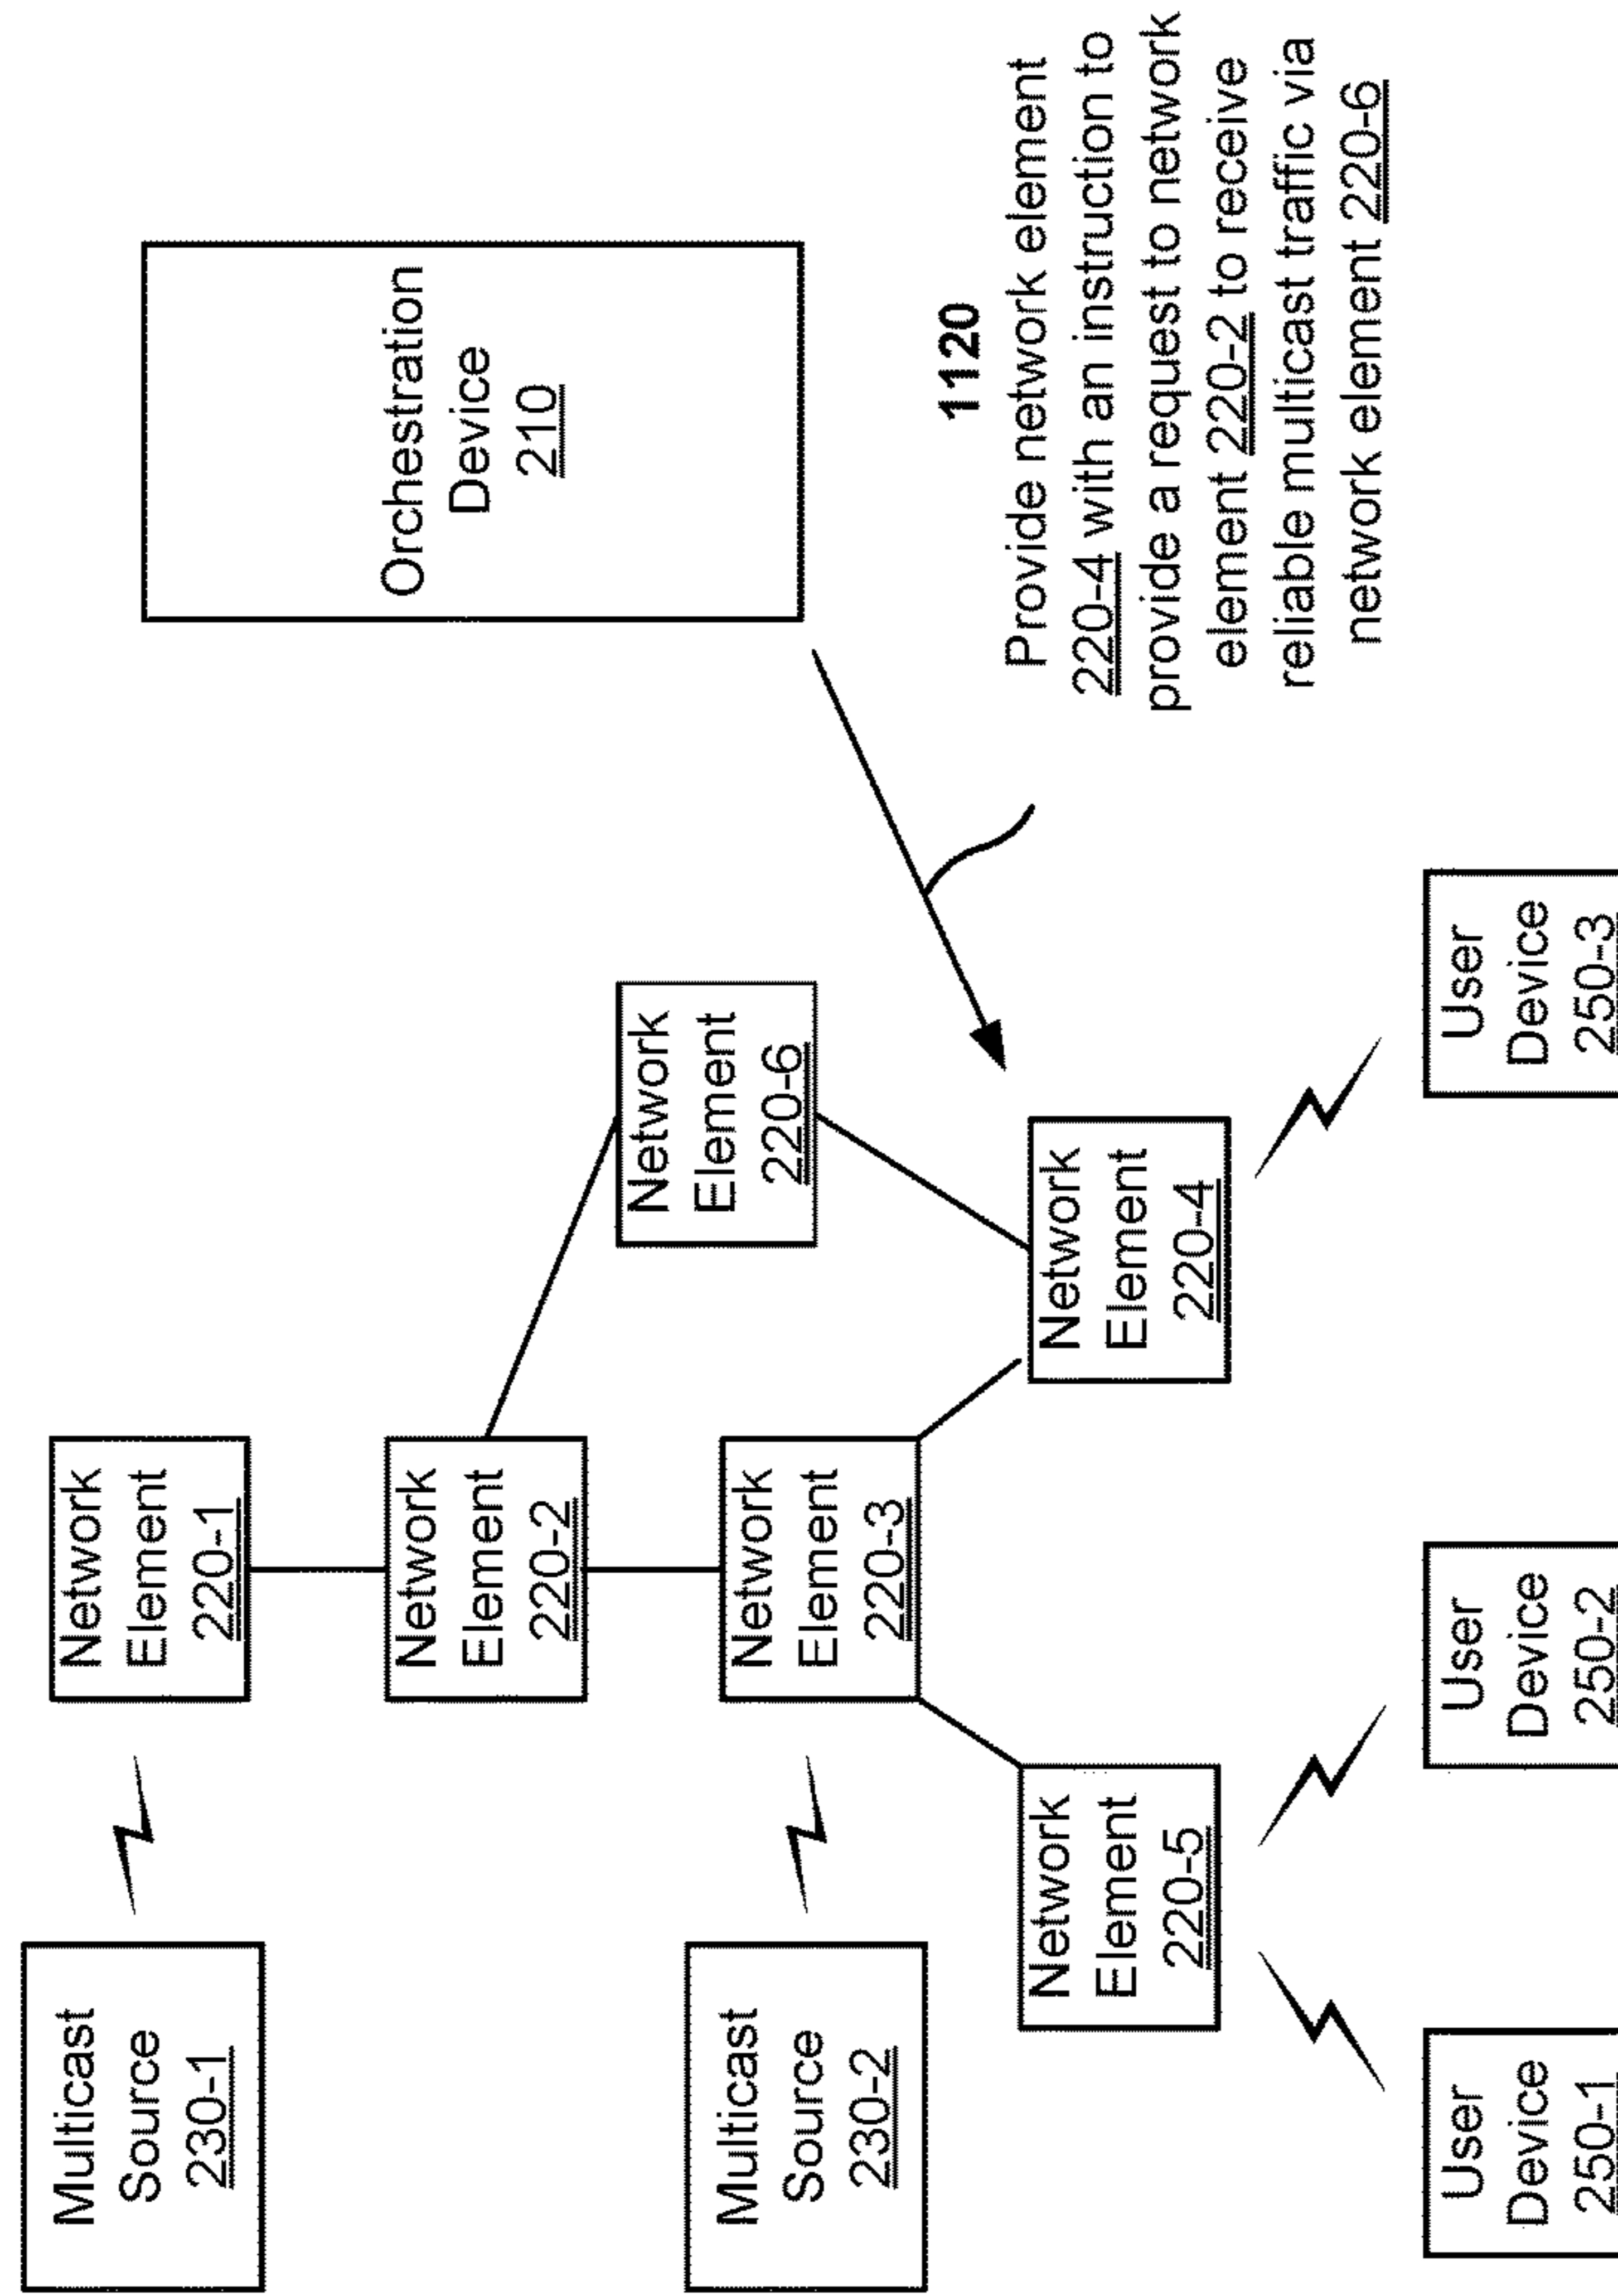 Multicast
Source
230-1
Network
Element
220-1
Orchestration
Device
210
Network
Element
220-2
Network
Element
220-6
Multicast
Source
230-2
Network
Element
220-3
1120
Provide network element
220-4 with an instruction to
provide a request to network
element 220-2 to receive
reliable multicast traffic via
network element 220-6
Network
Element
220-5
Network
Element
220-4
User
Device
250-1
User
Device
250-2
User
Device
250-3